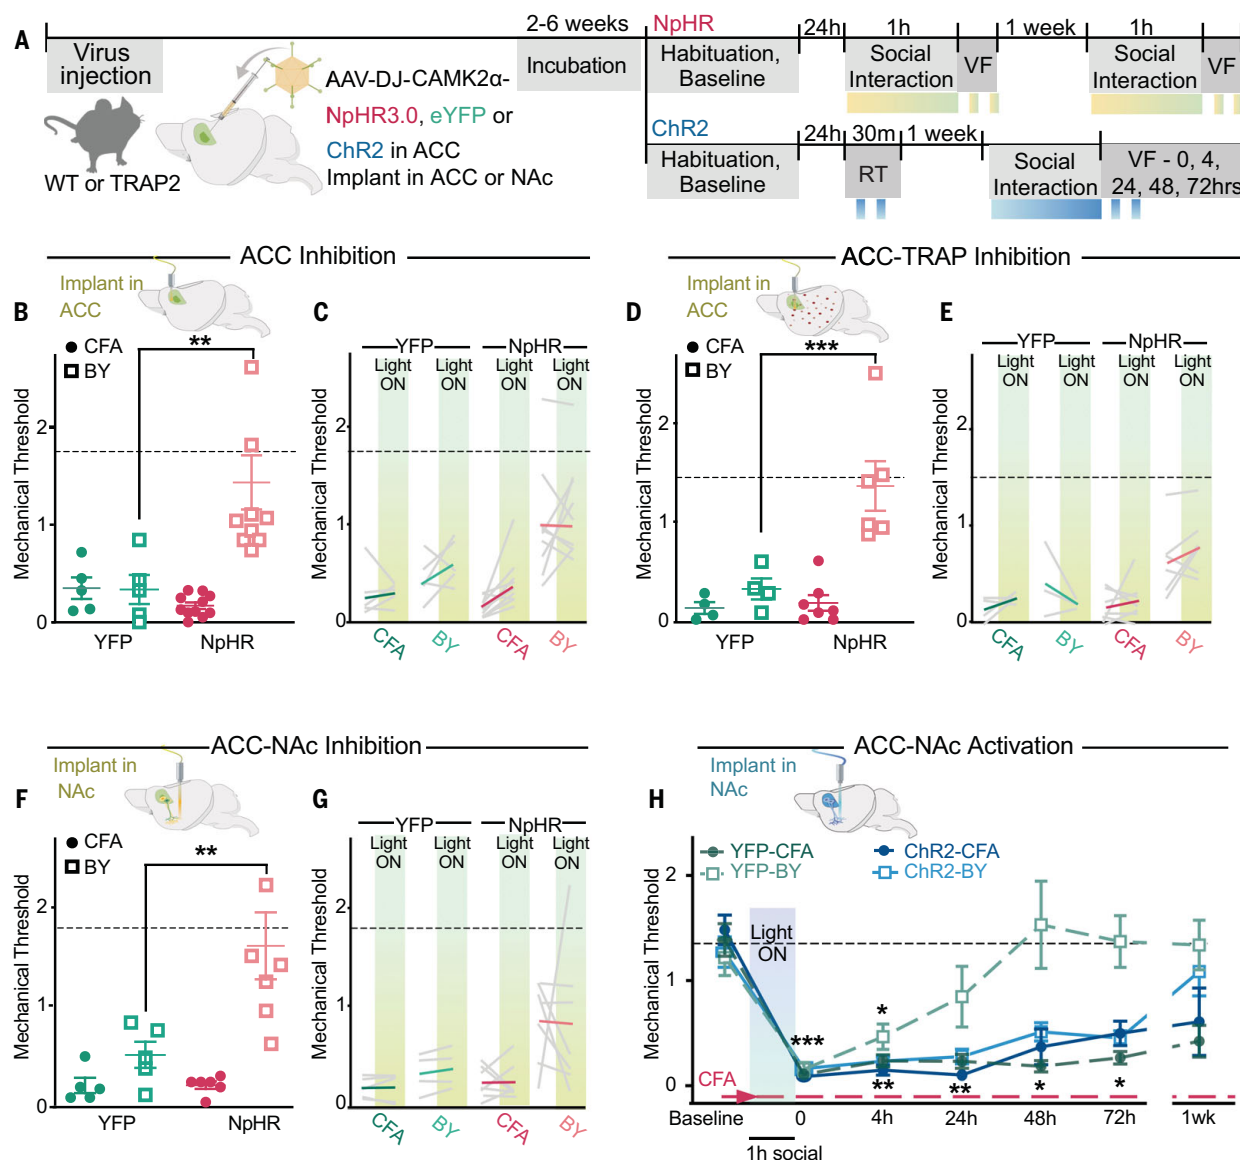 A
2-6 weeks
NpHR
24h
1h
1 week
1h
Virus
injection
Incubation
Habituation,
Baseline
Social
Interaction
VF
Social
Interaction
VF
AAV-DJ-CAMK2α-
NpHR3.0, eYFP or
ChR2 in ACC
Implant in ACC or NAc
WT or TRAP2
ChR2
24h
30m
1 week
Habituation,
Baseline
RT
Social
Interaction
VF - 0, 4,
24, 48, 72hrs
ACC Inhibition
Implant in
ACC
B
CFA
BY
**
Mechanical Threshold
2
1
0
YFP
NpHR
C
YFP
NpHR
Light
ON
Light
ON
Light
ON
Light
ON
Mechanical Threshold
2
1
0
CFA
BY
CFA
BY
ACC-TRAP Inhibition
Implant in
ACC
D
CFA
BY
***
Mechanical Threshold
2
1
0
YFP
NpHR
E
YFP
NpHR
Light
ON
Light
ON
Light
ON
Light
ON
Mechanical Threshold
2
1
0
CFA
BY
CFA
BY
ACC-NAc Inhibition
Implant in
NAc
F
CFA
BY
**
Mechanical Threshold
2
1
0
YFP
NpHR
G
YFP
NpHR
Light
ON
Light
ON
Light
ON
Light
ON
Mechanical Threshold
2
1
0
CFA
BY
CFA
BY
ACC-NAc Activation
Implant in
NAc
H
YFP-CFA
YFP-BY
ChR2-CFA
ChR2-BY
Mechanical Threshold
2
1
0
Light
ON
***
*
**
**
*
*
CFA
Baseline
0
4h
24h
48h
72h
1wk
1h social